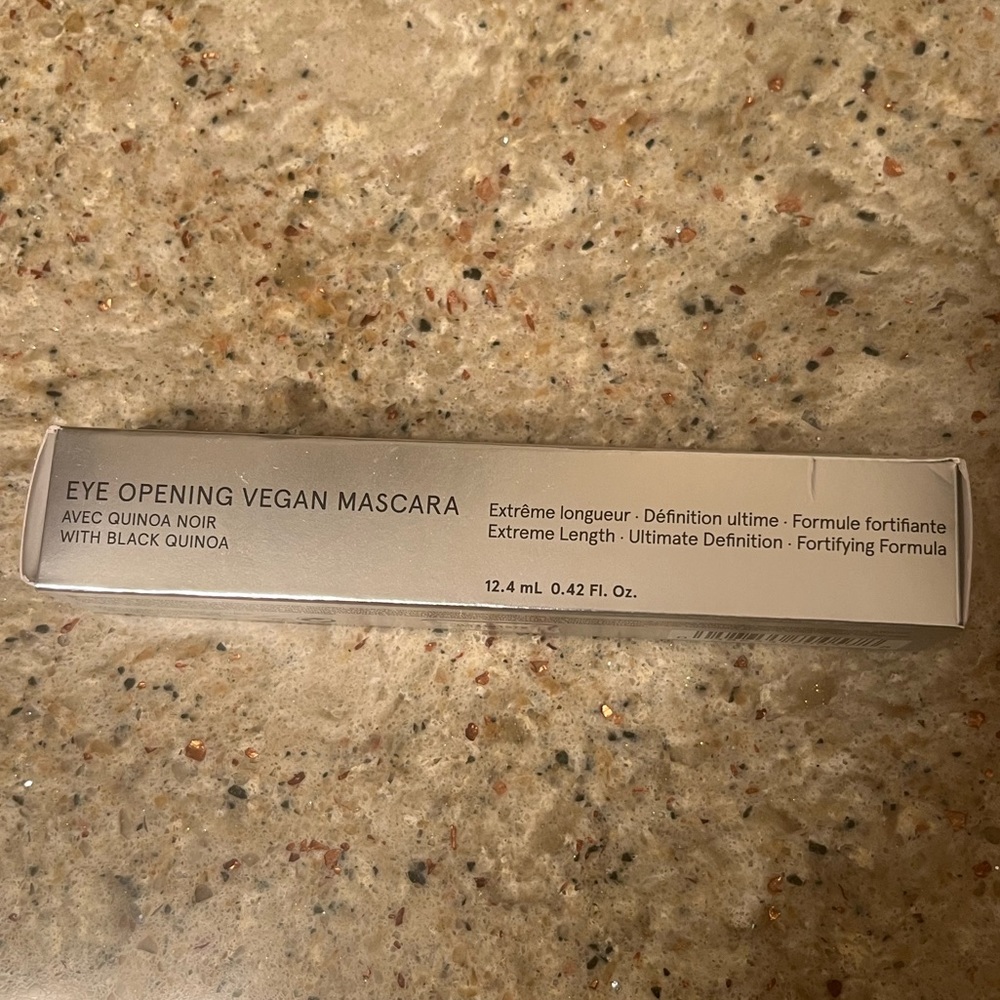 EYE OPENING VEGAN MASCARA
AVEC QUINOA NOIR
WITH BLACK QUINOA
Extrême longueur · Définition ultime · Formule fortifiante
Extreme Length · Ultimate Definition · Fortifying Formula
12.4 mL 0.42 Fl. Oz.